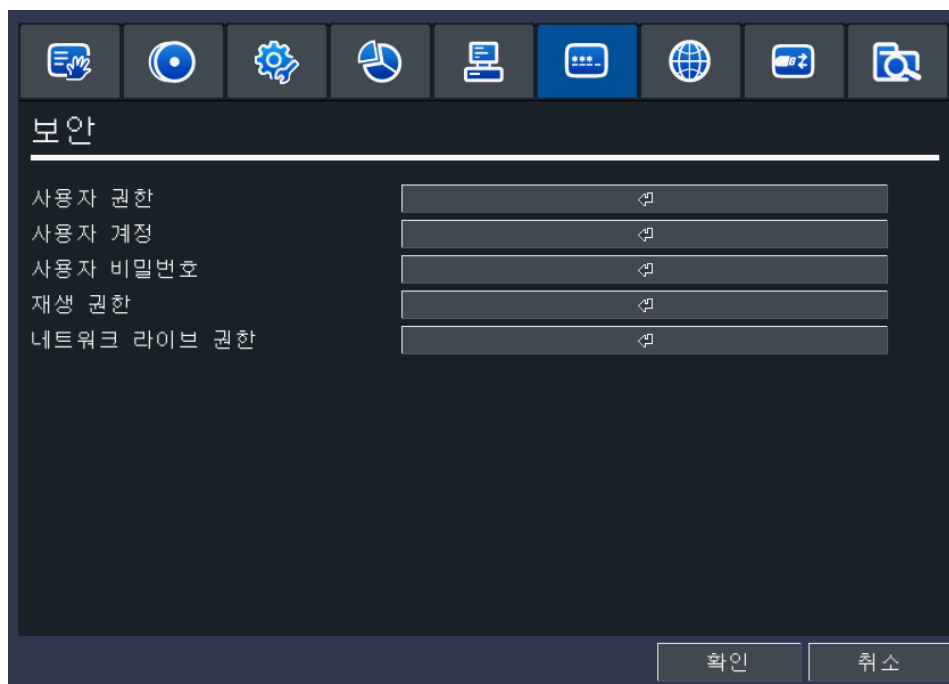 보안
사용자 권한
사용자 계정
사용자 비밀번호
재생 권한
네트워크 라이브 권한
확인
취소